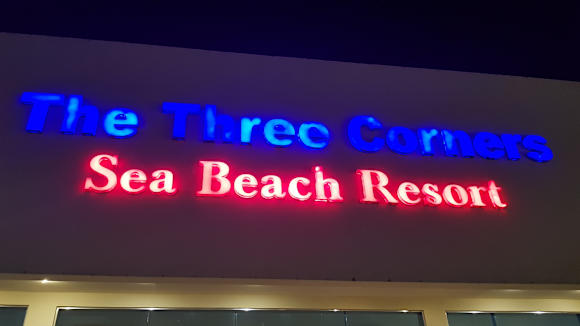 The Three Corners
Sea Beach Resort